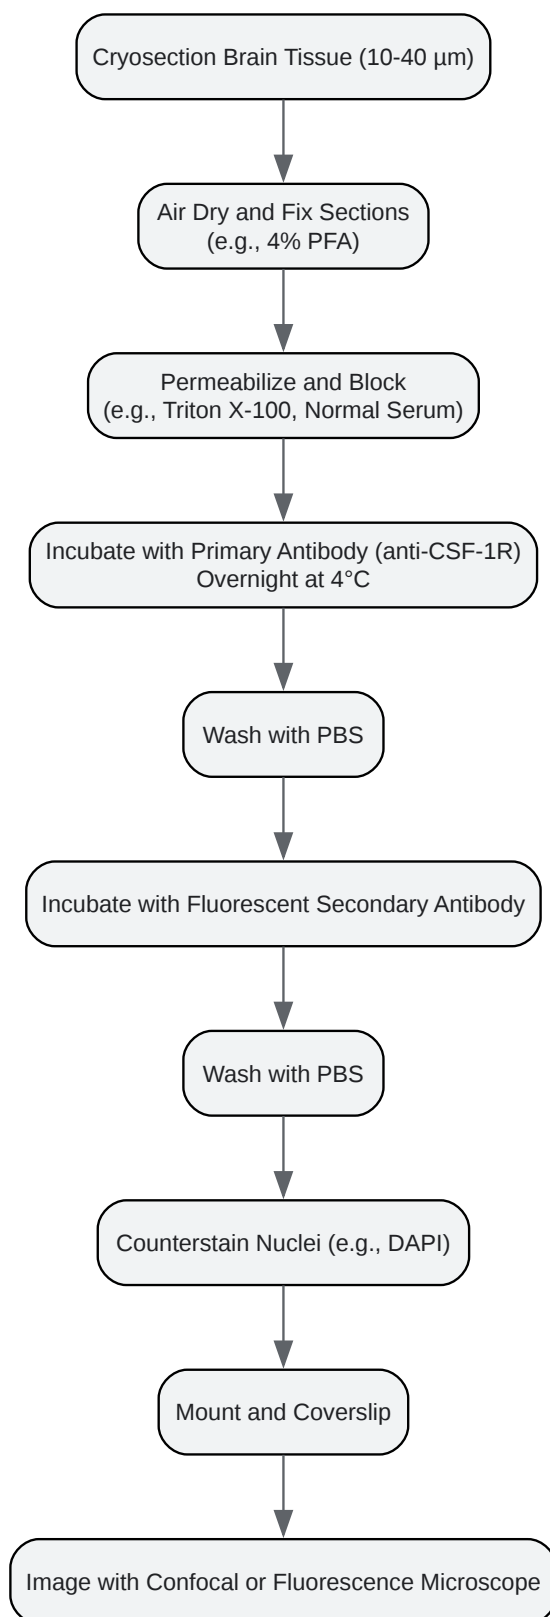 Cryosection Brain Tissue (10-40 µm)
Air Dry and Fix Sections
(e.g., 4% PFA)
Permeabilize and Block
(e.g., Triton X-100, Normal Serum)
Incubate with Primary Antibody (anti-CSF-1R)
Overnight at 4°C
Wash with PBS
Incubate with Fluorescent Secondary Antibody
Wash with PBS
Counterstain Nuclei (e.g., DAPI)
Mount and Coverslip
Image with Confocal or Fluorescence Microscope